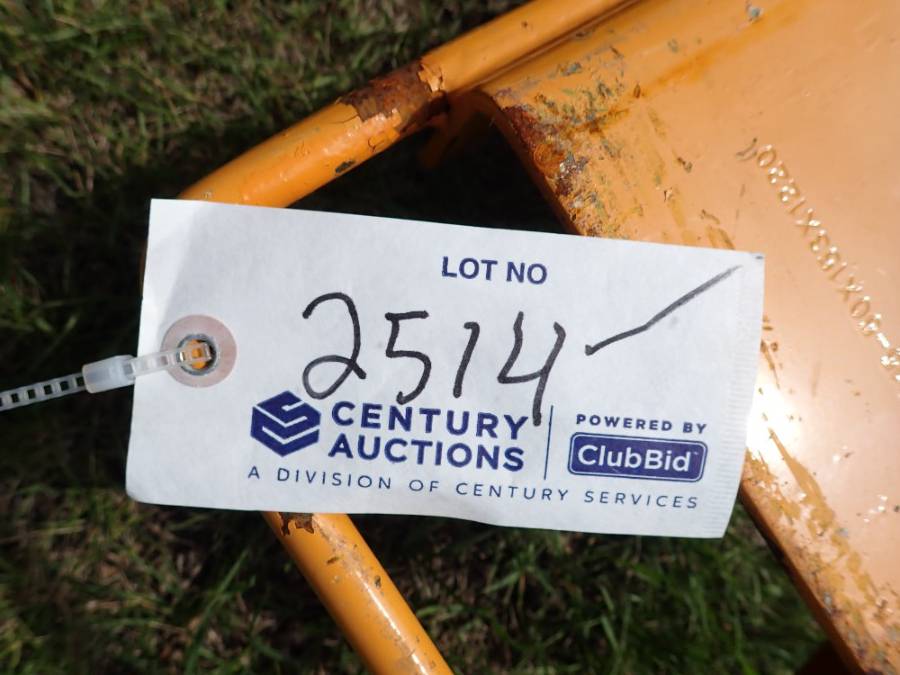 LOT NO
2514
CENTURY
AUCTIONS
A DIVISION OF CENTURY SERVICES
POWERED BY
ClubBid